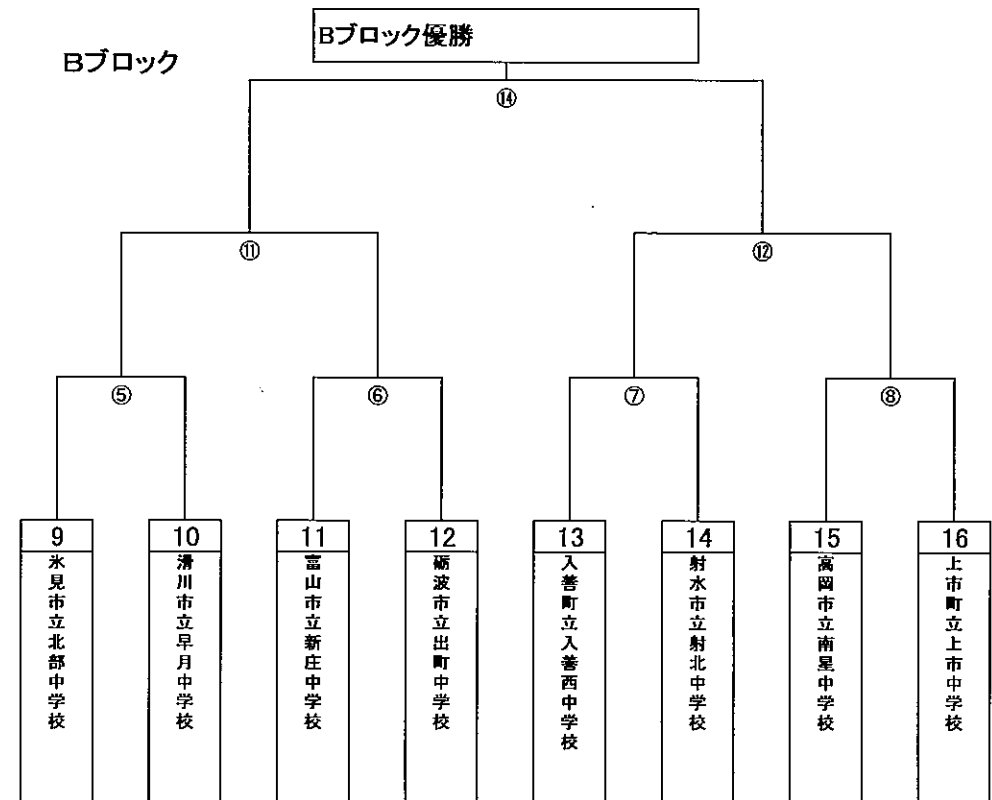 Bブロック優勝
Bブロック
⑭
⑪
⑫
⑤
⑥
⑦
⑧
9
10
11
12
13
14
15
16
氷見市立北部中学校
滑川市立早月中学校
富山市立新庄中学校
砺波市立出町中学校
入善町立入善西中学校
射水市立射北中学校
高岡市立南星中学校
上市町立上市中学校